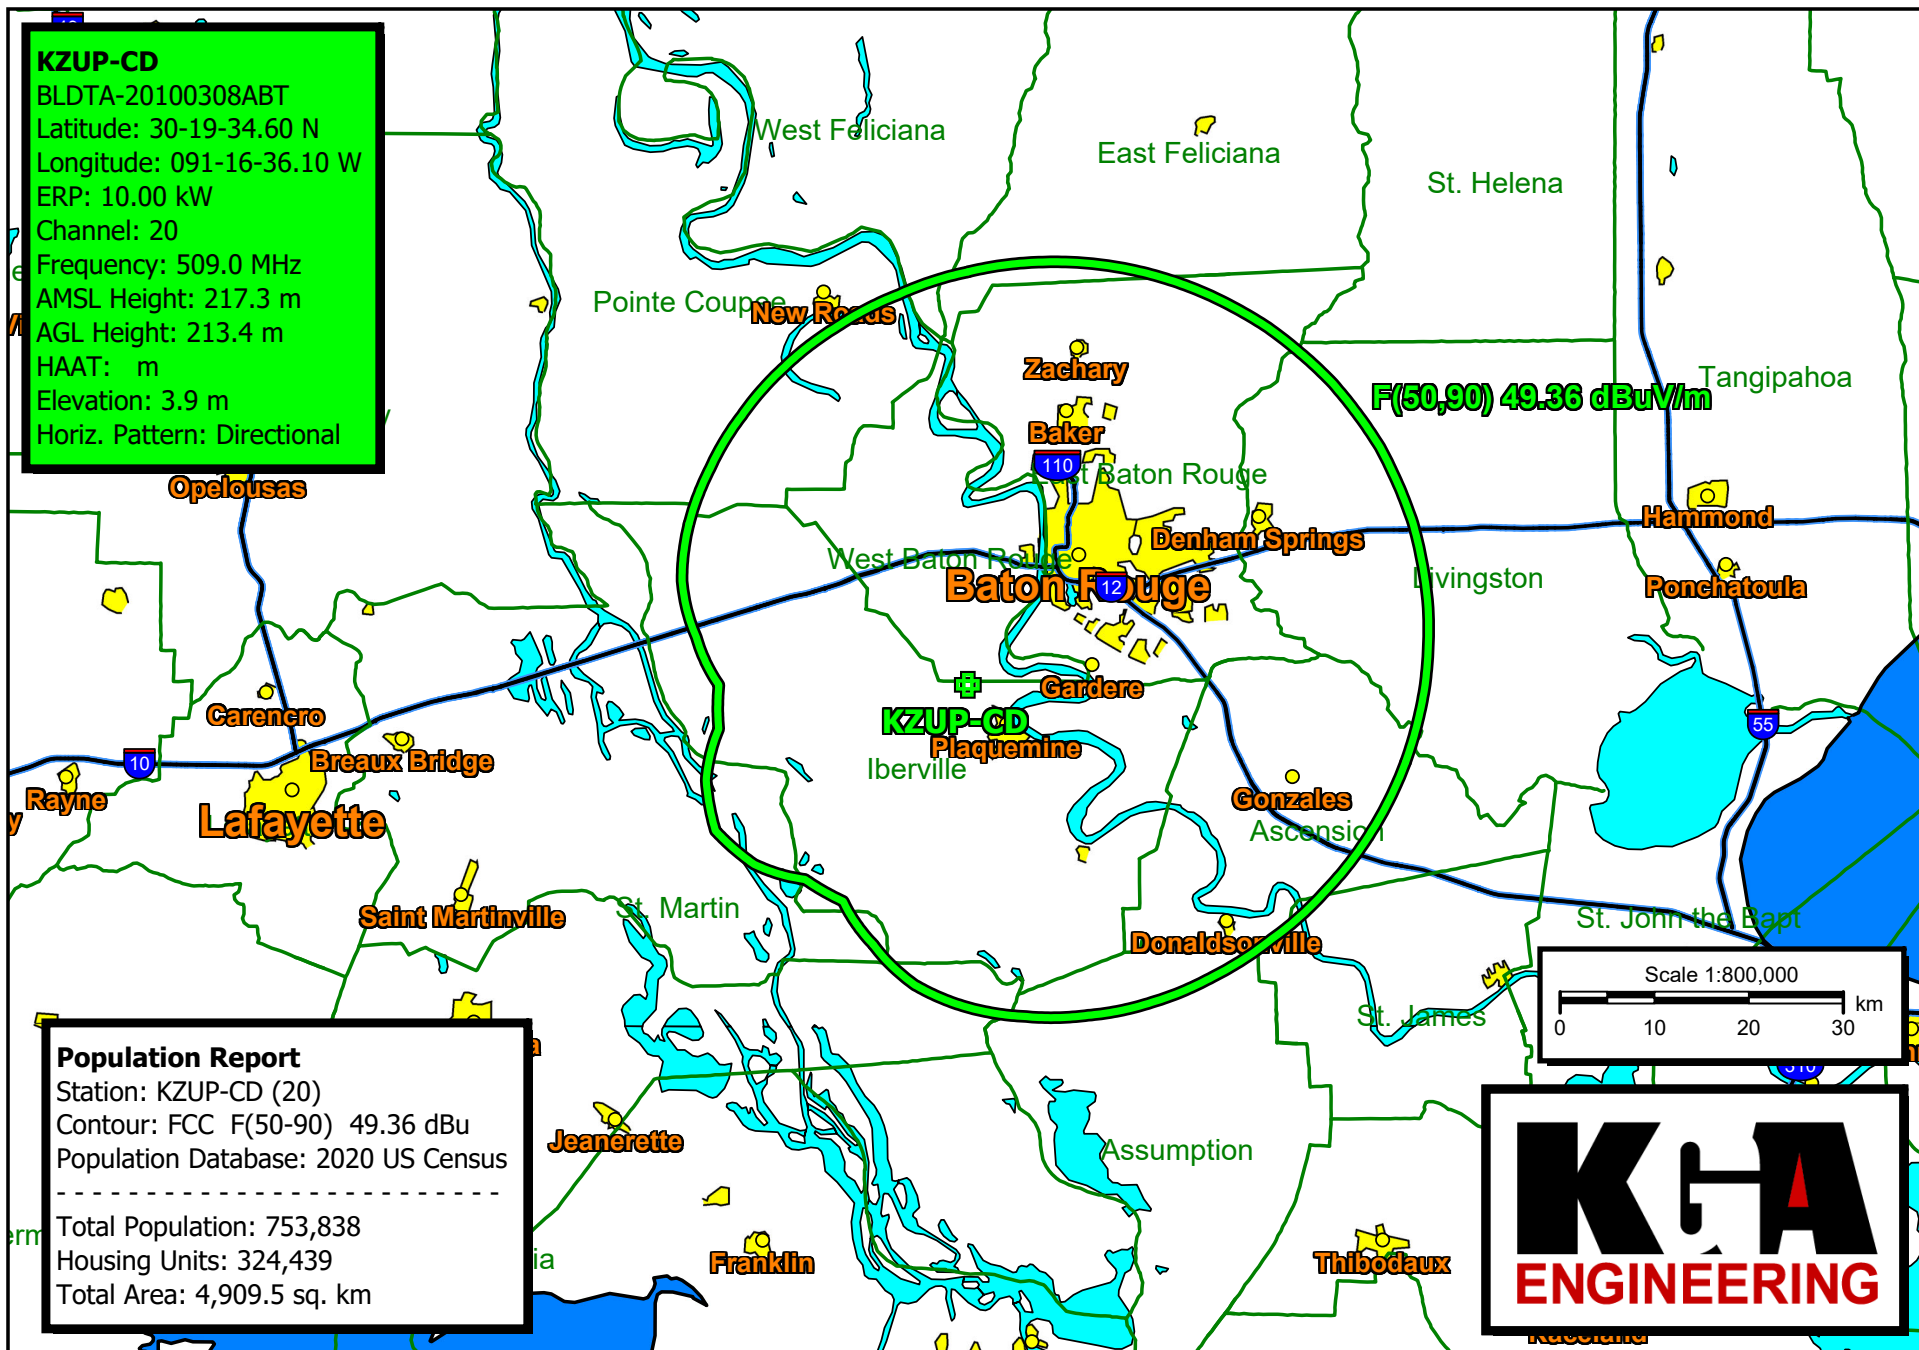 KZUP-CD
BLDTA-20100308ABT
Latitude: 30-19-34.60 N
Longitude: 091-16-36.10 W
ERP: 10.00 kW
Channel: 20
Frequency: 509.0 MHz
AMSL Height: 217.3 m
AGL Height: 213.4 m
HAAT: m
Elevation: 3.9 m
Horiz. Pattern: Directional
West Feliciana
East Feliciana
St. Helena
Pointe Coupee
New Roads
Zachary
Tangipahoa
F(50,90) 49.36 dBuV/m
Baker
110
East Baton Rouge
Opelousas
Hammond
Denham Springs
West Baton Rouge
Baton Rouge
12
Livingston
Ponchatoula
Gardere
Carencro
KZUP-CD
Plaquemine
55
10
Breaux Bridge
Iberville
Rayne
Gonzales
Lafayette
Ascension
Saint Martinville
St. Martin
Donaldsonville
St. John the Bapt
Scale 1:800,000
0 10 20 30 km
St. James
310
Population Report
Station: KZUP-CD (20)
Contour: FCC F(50-90) 49.36 dBu
Population Database: 2020 US Census
- - - - - - - - - - - - - - - - - - - - - - - - -
Total Population: 753,838
Housing Units: 324,439
Total Area: 4,909.5 sq. km
Jeanerette
Assumption
Franklin
Thibodaux
KGA
ENGINEERING